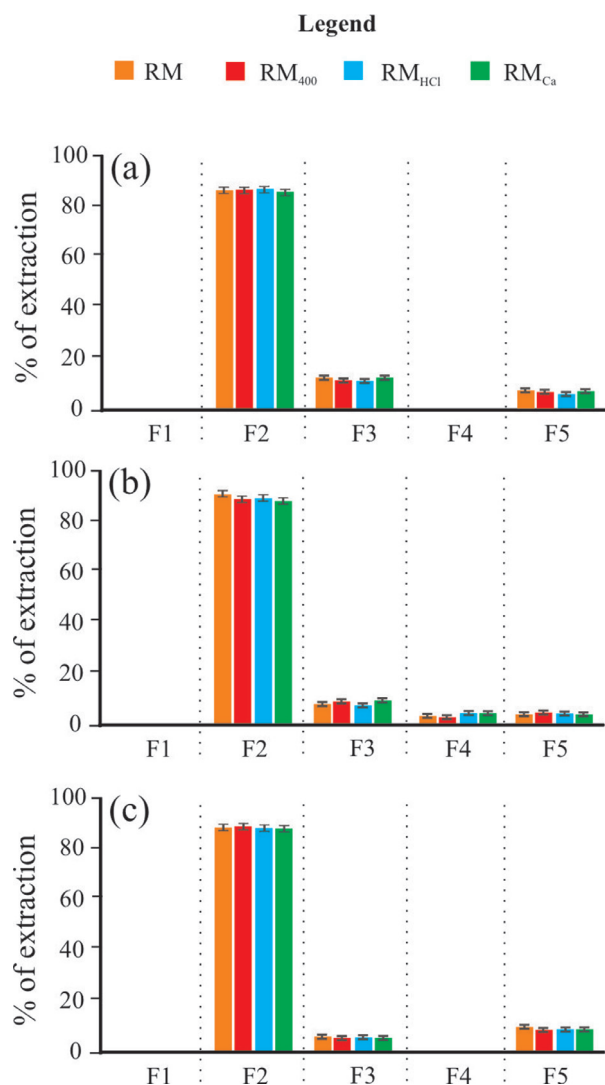 Legend
RM RM400 RMHCl RMCa
(a)
% of extraction
100
80
60
40
20
0
F1 F2 F3 F4 F5
(b)
% of extraction
100
80
60
40
20
0
F1 F2 F3 F4 F5
(c)
% of extraction
100
80
60
40
20
0
F1 F2 F3 F4 F5